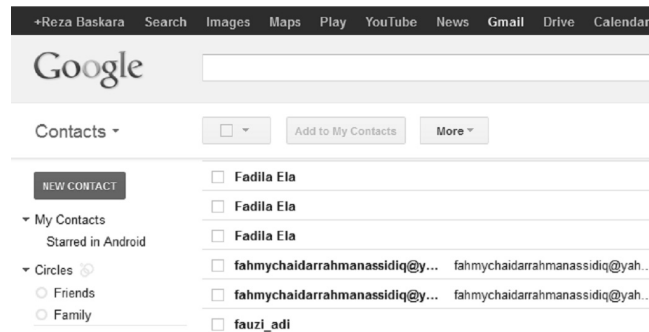 +Reza Baskara Search Images Maps Play YouTube News Gmail Drive Calendar
Google
Contacts
Add to My Contacts More
NEW CONTACT
Fadila Ela
Fadila Ela
My Contacts
Starred in Android
Fadila Ela
Circles
fahmychaidarrahmanassidiq@y... fahmychaidarrahmanassidiq@yah...
Friends
fahmychaidarrahmanassidiq@y... fahmychaidarrahmanassidiq@yah...
Family
fauzi_adi